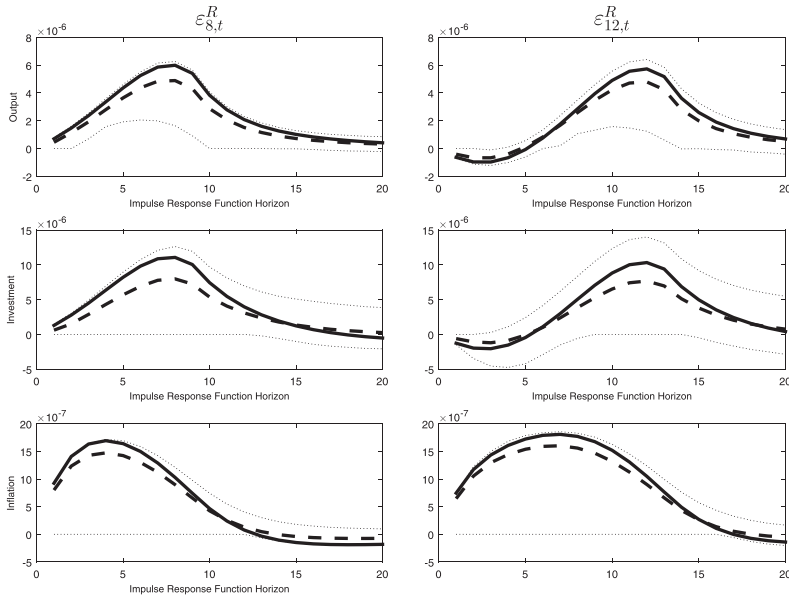 ε^R_{8,t} ε^R_{12,t}
×10^-6 ×10^-6
8 8
6 6
4 4
2 2
0 0
-2 -2
Output
0 5 10 15 20 0 5 10 15 20
Impulse Response Function Horizon Impulse Response Function Horizon
×10^-6 ×10^-6
15 15
10 10
5 5
0 0
-5 -5
Investment
0 5 10 15 20 0 5 10 15 20
Impulse Response Function Horizon Impulse Response Function Horizon
×10^-7 ×10^-7
20 20
15 15
10 10
5 5
0 0
-5 -5
Inflation
0 5 10 15 20 0 5 10 15 20
Impulse Response Function Horizon Impulse Response Function Horizon